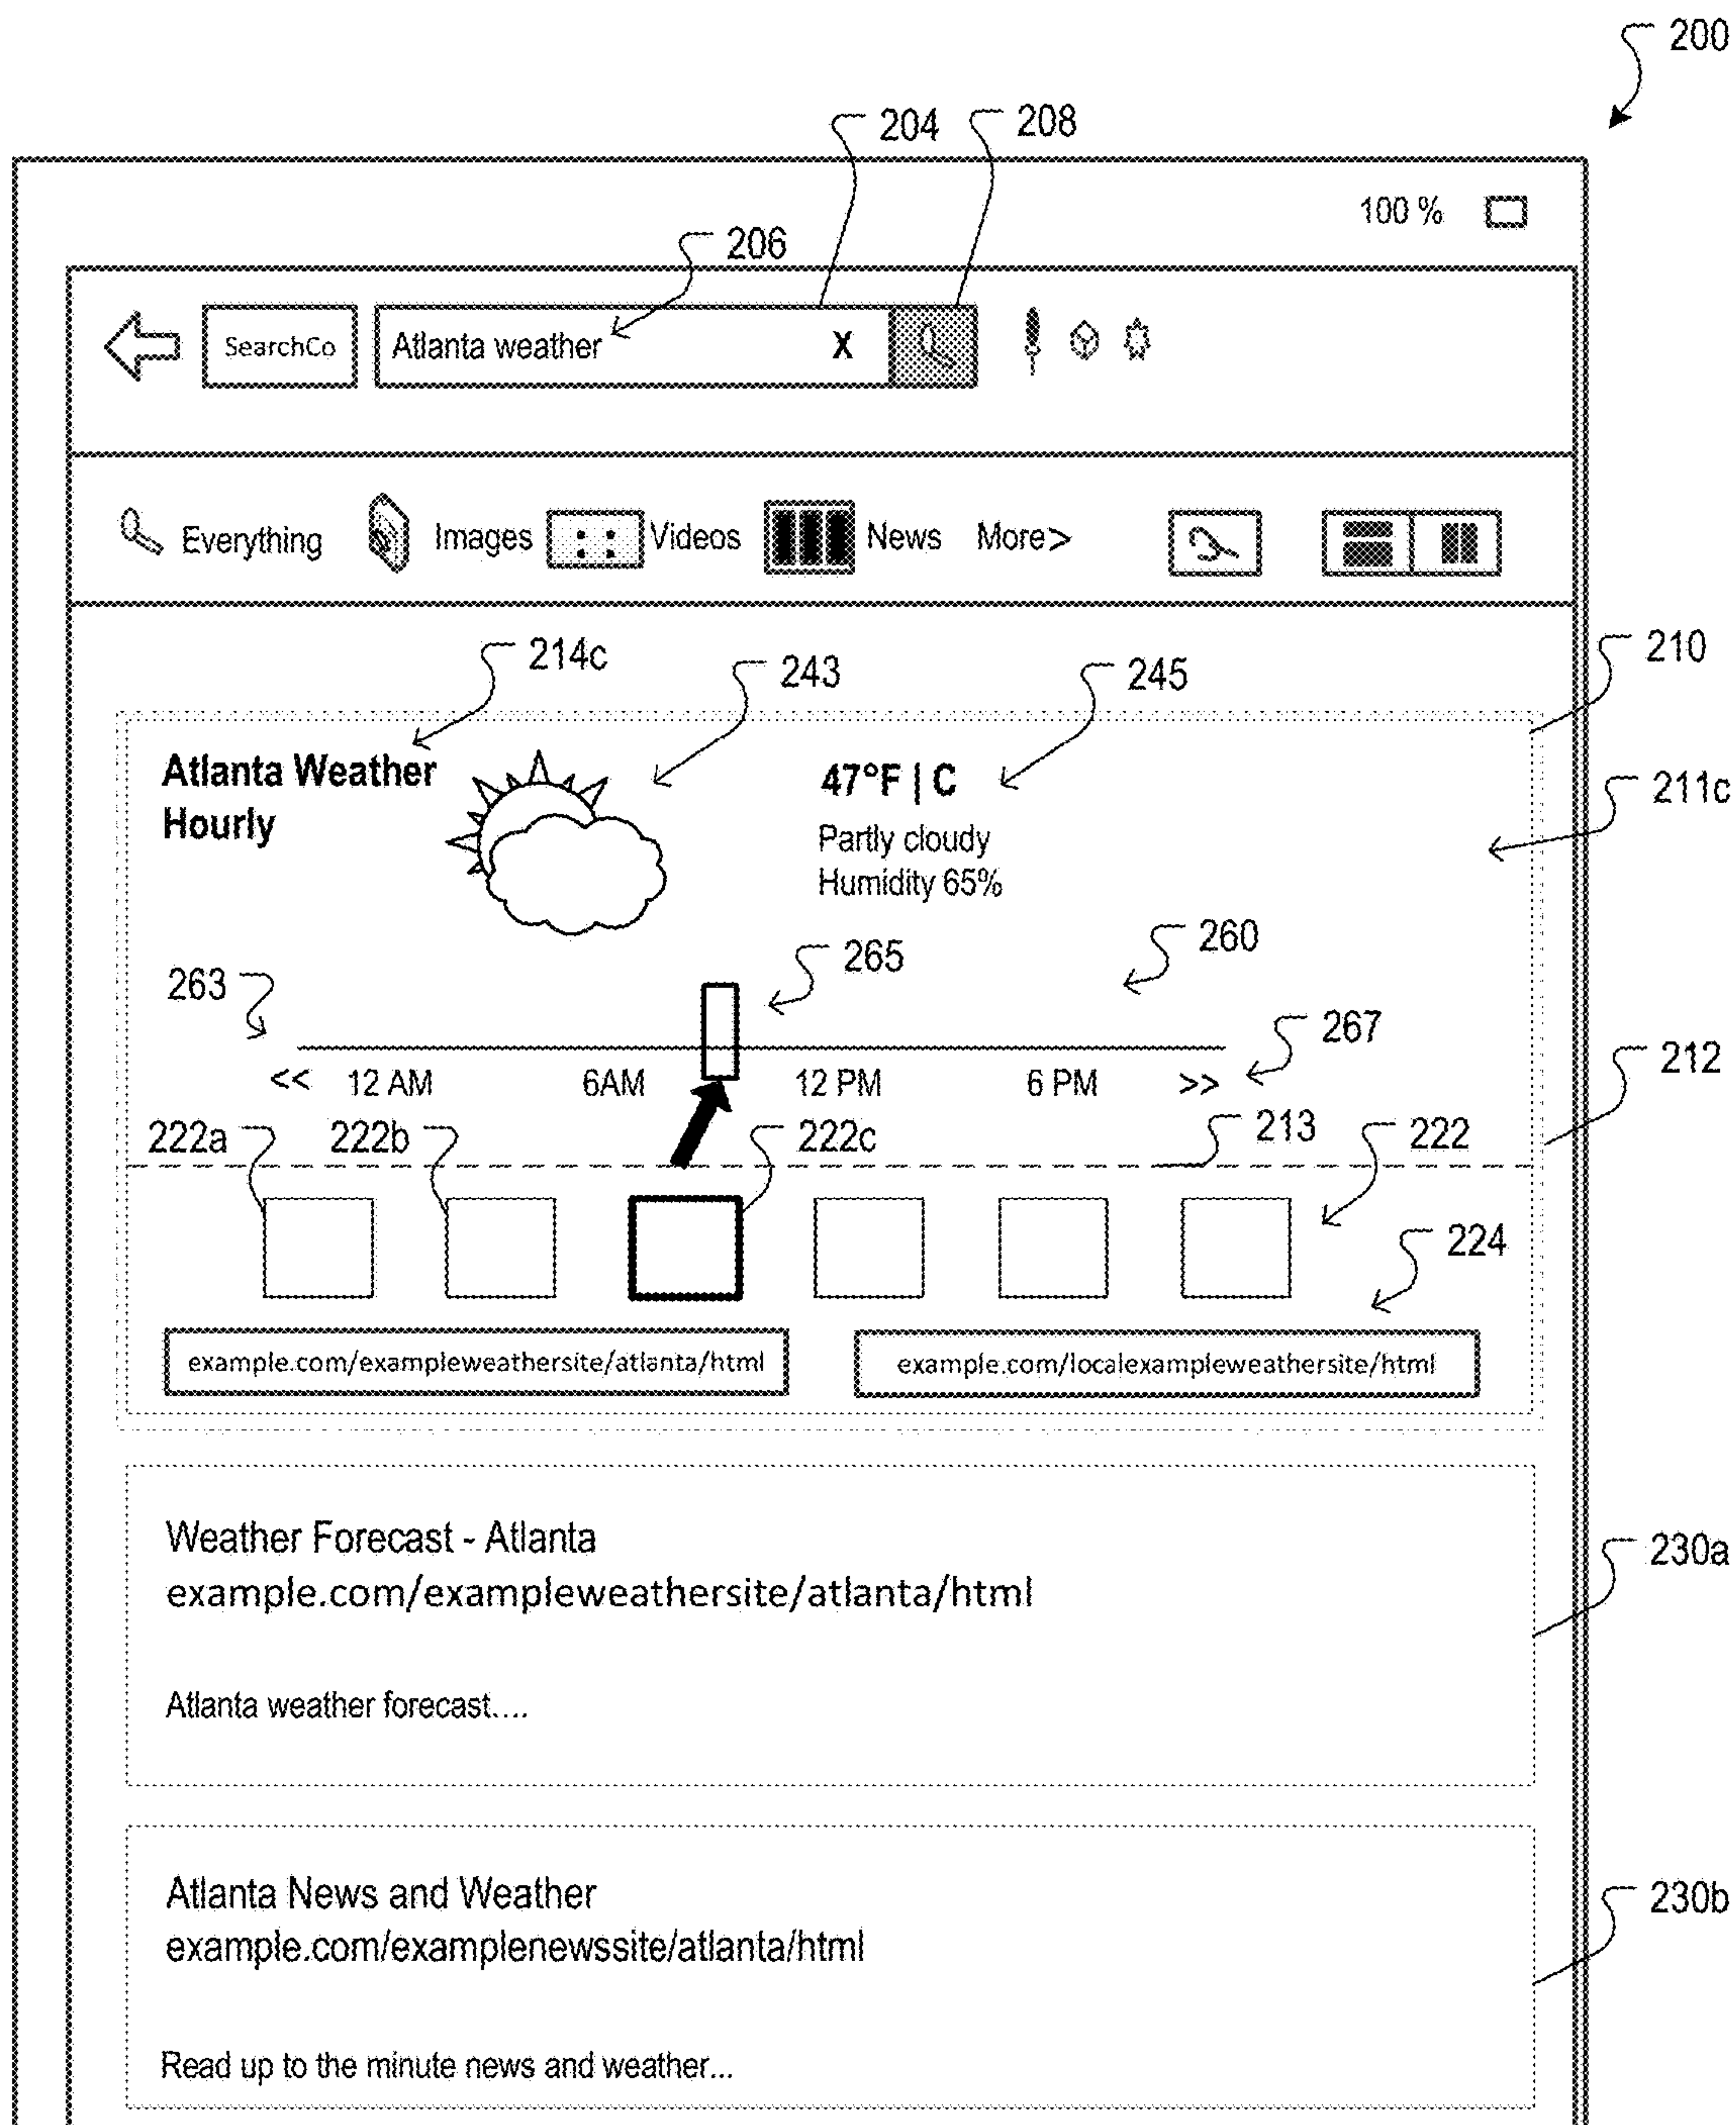 200
204 208
100 %
206
SearchCo Atlanta weather X
Everything Images Videos News More>
214c 243 245 210
Atlanta Weather
Hourly
47°F | C
Partly cloudy
Humidity 65%
211c
263 265 260
267
<< 12 AM 6AM 12 PM 6 PM >>
212
222a 222b 222c 213 222
224
example.com/exampleweathersite/atlanta/html example.com/localexampleweathersite/html
Weather Forecast - Atlanta
example.com/exampleweathersite/atlanta/html
230a
Atlanta weather forecast....
Atlanta News and Weather
example.com/examplenewssite/atlanta/html
230b
Read up to the minute news and weather...